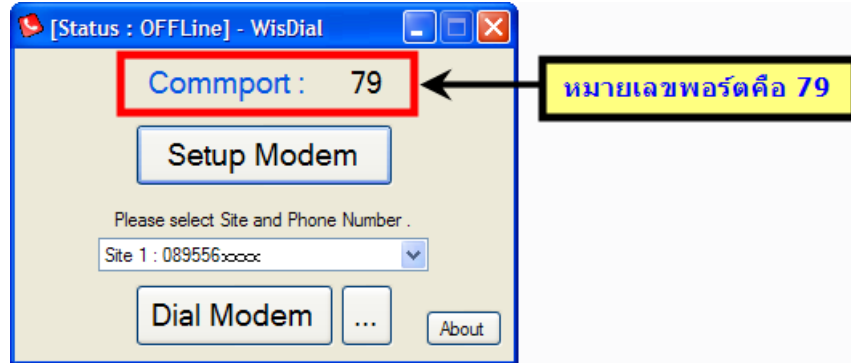 [Status : OFFLine] - WisDial
Commport : 79
หมายเลขพอร์ตคือ 79
Setup Modem
Please select Site and Phone Number .
Site 1 : 089556xxxx
Dial Modem
...
About